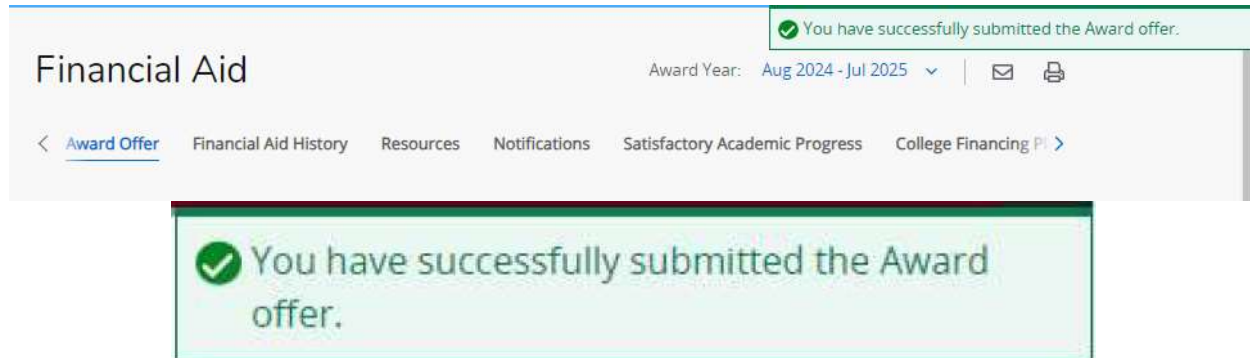 You have successfully submitted the Award offer.
Financial Aid
Award Year: Aug 2024 - Jul 2025
Award Offer Financial Aid History Resources Notifications Satisfactory Academic Progress College Financing
You have successfully submitted the Award
offer.